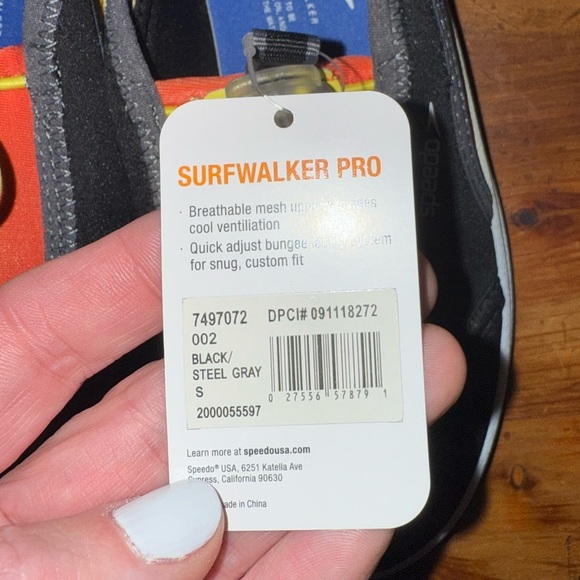 SURFWALKER PRO
· Breathable mesh
cool ventiliation
· Quick adjust bungee system
for snug, custom fit
7497072 DPCI# 091118272
002
BLACK/
STEEL GRAY
S
2000055597
0 27556 57879 1
Learn more at speedousa.com
Speedo® USA, 6251 Katella Ave
Cypress, California 90630
in China
speedo